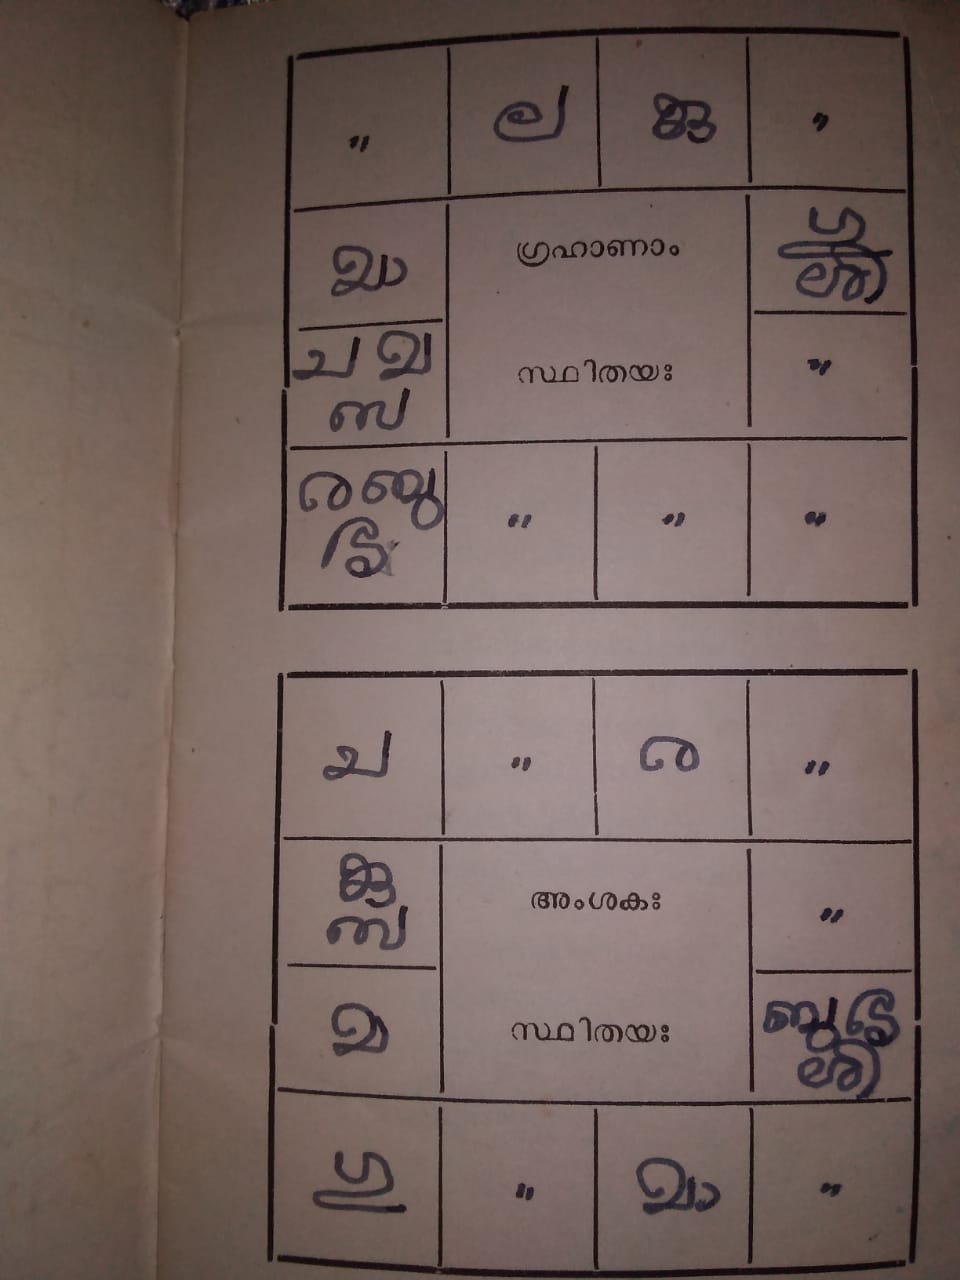 " ല കു "
മാ ഗു
ഗ്രഹാണാം ശി
ച വ "
സ സ്ഥിതയഃ
ര ബു " " "
ശു
ച " ര "
കു
സ അംശകഃ "
മ സ്ഥിതയഃ ബു ശു
ശി
ഗു " മാ "